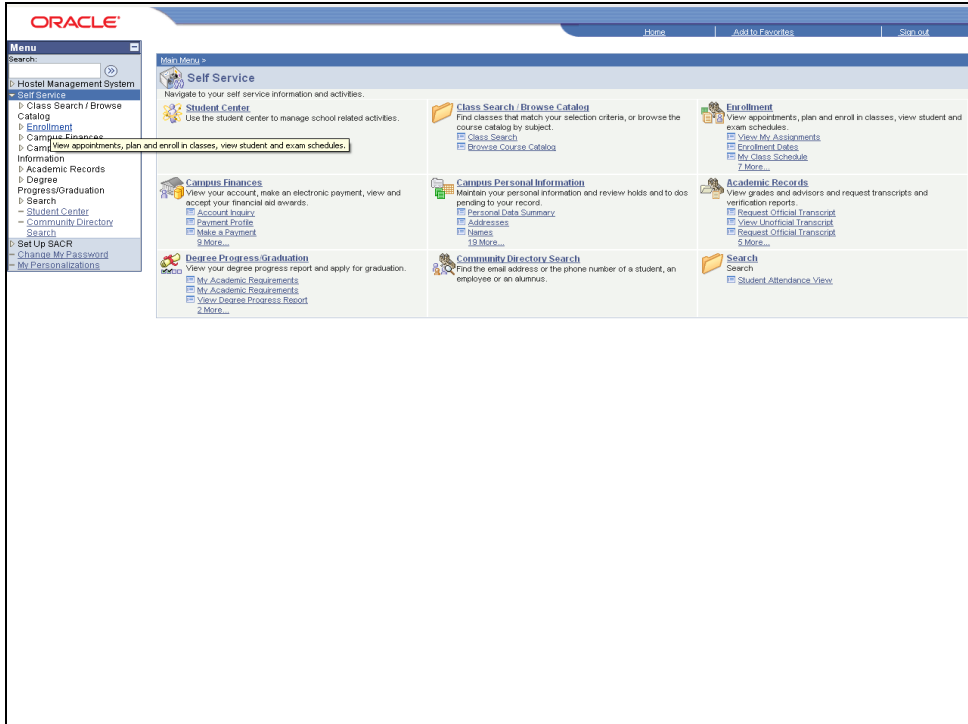 ORACLE
Home
Add to Favorites
Sign out
Menu
Search:
Hostel Management System
Self Service
Class Search / Browse
Catalog
Enrollment
Campus Finances
Camp
View appointments, plan and enroll in classes, view student and exam schedules.
Information
Academic Records
Degree
Progress/Graduation
Search
Student Center
Community Directory
Search
Set Up SACR
Change My Password
My Personalizations
Main Menu >
Self Service
Navigate to your self service information and activities.
Student Center
Use the student center to manage school related activities.
Class Search / Browse Catalog
Find classes that match your selection criteria, or browse the
course catalog by subject.
Class Search
Browse Course Catalog
Enrollment
View appointments, plan and enroll in classes, view student and
exam schedules.
View My Assignments
Enrollment Dates
My Class Schedule
7 More...
Campus Finances
View your account, make an electronic payment, view and
accept your financial aid awards.
Account Inquiry
Payment Profile
Make a Payment
9 More...
Campus Personal Information
Maintain your personal information and review holds and to dos
pending to your record.
Personal Data Summary
Addresses
Names
19 More...
Academic Records
View grades and advisors and request transcripts and
verification reports.
Request Official Transcript
View Unofficial Transcript
Request Official Transcript
5 More...
Degree Progress/Graduation
View your degree progress report and apply for graduation.
My Academic Requirements
My Academic Requirements
View Degree Progress Report
2 More...
Community Directory Search
Find the email address or the phone number of a student, an
employee or an alumnus.
Search
Search
Student Attendance View